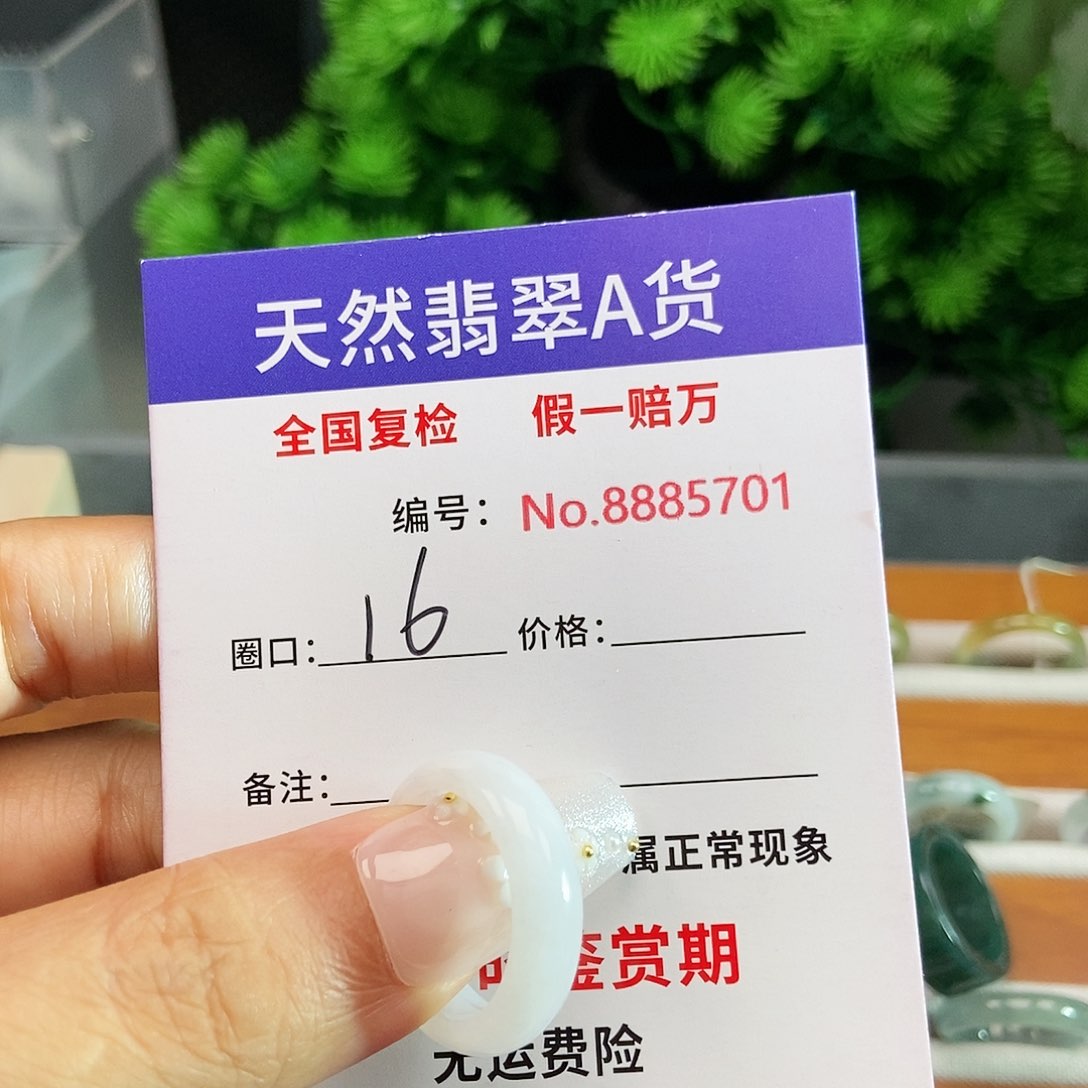 天然翡翠A货
全国复检 假一赔万
编号：No.8885701
圈口：16 价格：
备注：
属正常现象
鉴赏期
无运费险